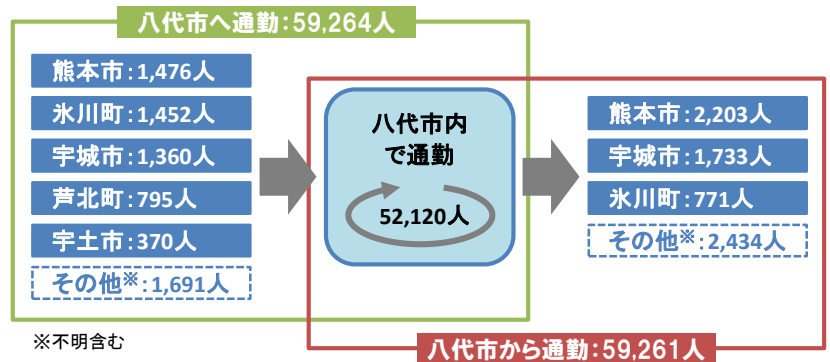 八代市へ通勤:59,264人
熊本市:1,476人
氷川町:1,452人
宇城市:1,360人
芦北町:795人
宇土市:370人
その他※:1,691人
八代市内
で通勤
52,120人
熊本市:2,203人
宇城市:1,733人
氷川町:771人
その他※:2,434人
※不明含む
八代市から通勤:59,261人